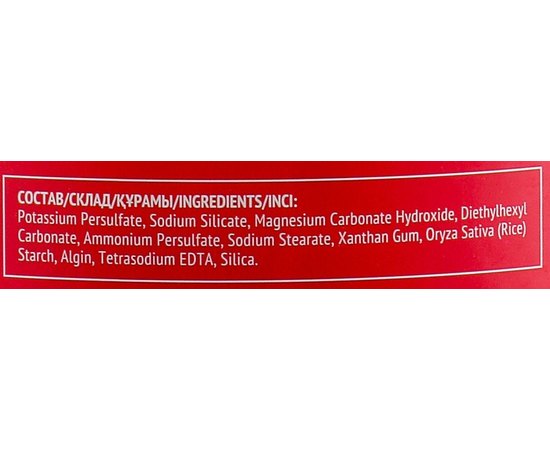 СОСТАВ/СКЛАД/ҚҰРАМЫ/INGREDIENTS/INCI:
Potassium Persulfate, Sodium Silicate, Magnesium Carbonate Hydroxide, Diethylhexyl
Carbonate, Ammonium Persulfate, Sodium Stearate, Xanthan Gum, Oryza Sativa (Rice)
Starch, Algin, Tetrasodium EDTA, Silica.